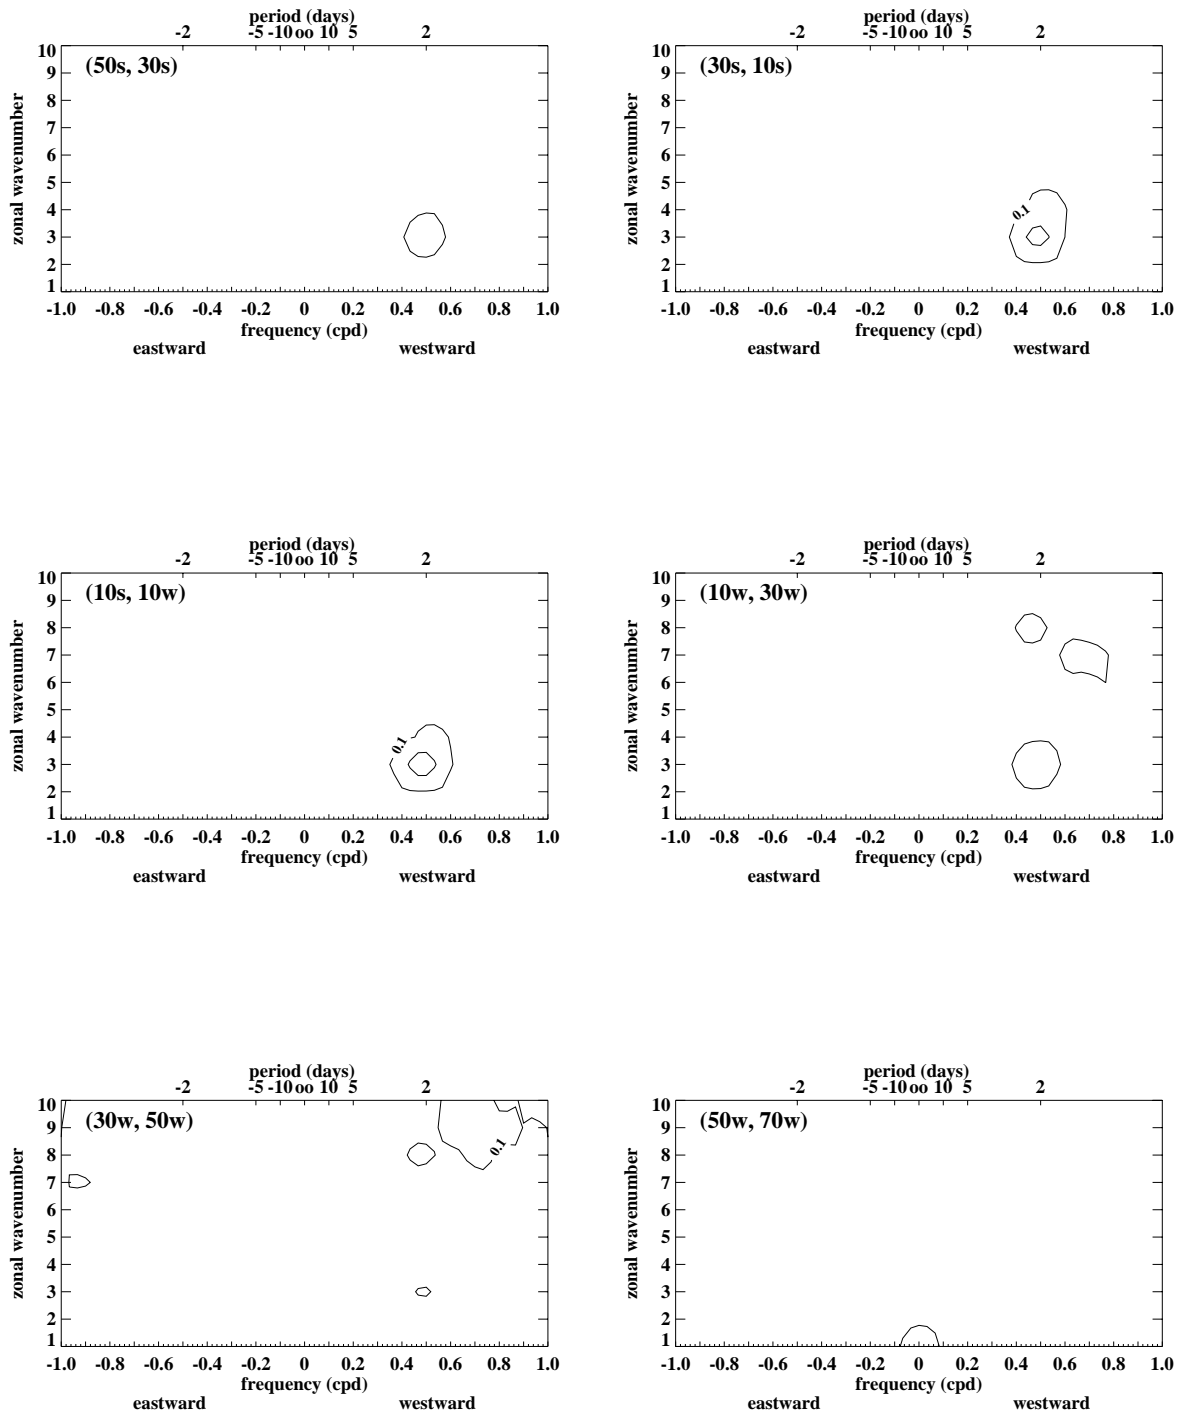 period (days)
-2 -5 -10 oo 10 5 2
10
(50s, 30s)
9
8
7
6
5
4
3
2
1
zonal wavenumber
-1.0 -0.8 -0.6 -0.4 -0.2 0 0.2 0.4 0.6 0.8 1.0
frequency (cpd)
eastward westward
period (days)
-2 -5 -10 oo 10 5 2
10
(30s, 10s)
9
8
7
6
5
4
3
2
1
zonal wavenumber
0.1
-1.0 -0.8 -0.6 -0.4 -0.2 0 0.2 0.4 0.6 0.8 1.0
frequency (cpd)
eastward westward
period (days)
-2 -5 -10 oo 10 5 2
10
(10s, 10w)
9
8
7
6
5
4
3
2
1
zonal wavenumber
0.1
-1.0 -0.8 -0.6 -0.4 -0.2 0 0.2 0.4 0.6 0.8 1.0
frequency (cpd)
eastward westward
period (days)
-2 -5 -10 oo 10 5 2
10
(10w, 30w)
9
8
7
6
5
4
3
2
1
zonal wavenumber
-1.0 -0.8 -0.6 -0.4 -0.2 0 0.2 0.4 0.6 0.8 1.0
frequency (cpd)
eastward westward
period (days)
-2 -5 -10 oo 10 5 2
10
(30w, 50w)
9
8
7
6
5
4
3
2
1
zonal wavenumber
0.1
-1.0 -0.8 -0.6 -0.4 -0.2 0 0.2 0.4 0.6 0.8 1.0
frequency (cpd)
eastward westward
period (days)
-2 -5 -10 oo 10 5 2
10
(50w, 70w)
9
8
7
6
5
4
3
2
1
zonal wavenumber
-1.0 -0.8 -0.6 -0.4 -0.2 0 0.2 0.4 0.6 0.8 1.0
frequency (cpd)
eastward westward